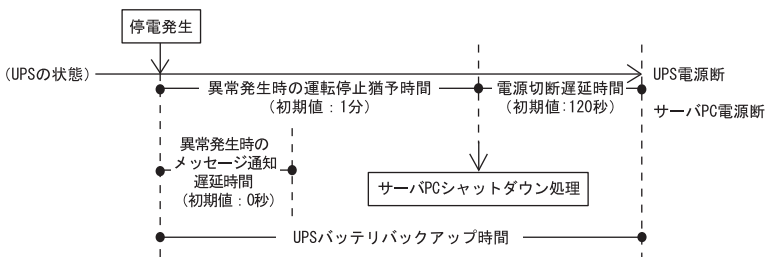 停電発生
(UPSの状態)
UPS電源断
異常発生時の運転停止猶予時間
(初期値:1分)
電源切断遅延時間
(初期値:120秒)
サーバPC電源断
異常発生時の
メッセージ通知
遅延時間
(初期値:0秒)
サーバPCシャットダウン処理
UPSバッテリバックアップ時間